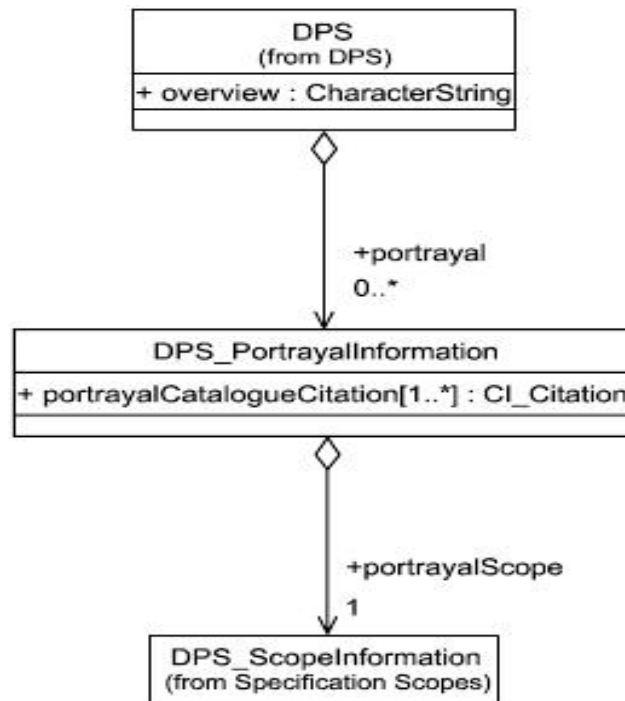 DPS
(from DPS)
+ overview : CharacterString
+portrayal
0..*
DPS_PortrayalInformation
+ portrayalCatalogueCitation[1..*] : CI_Citation
+portrayalScope
1
DPS_ScopeInformation
(from Specification Scopes)